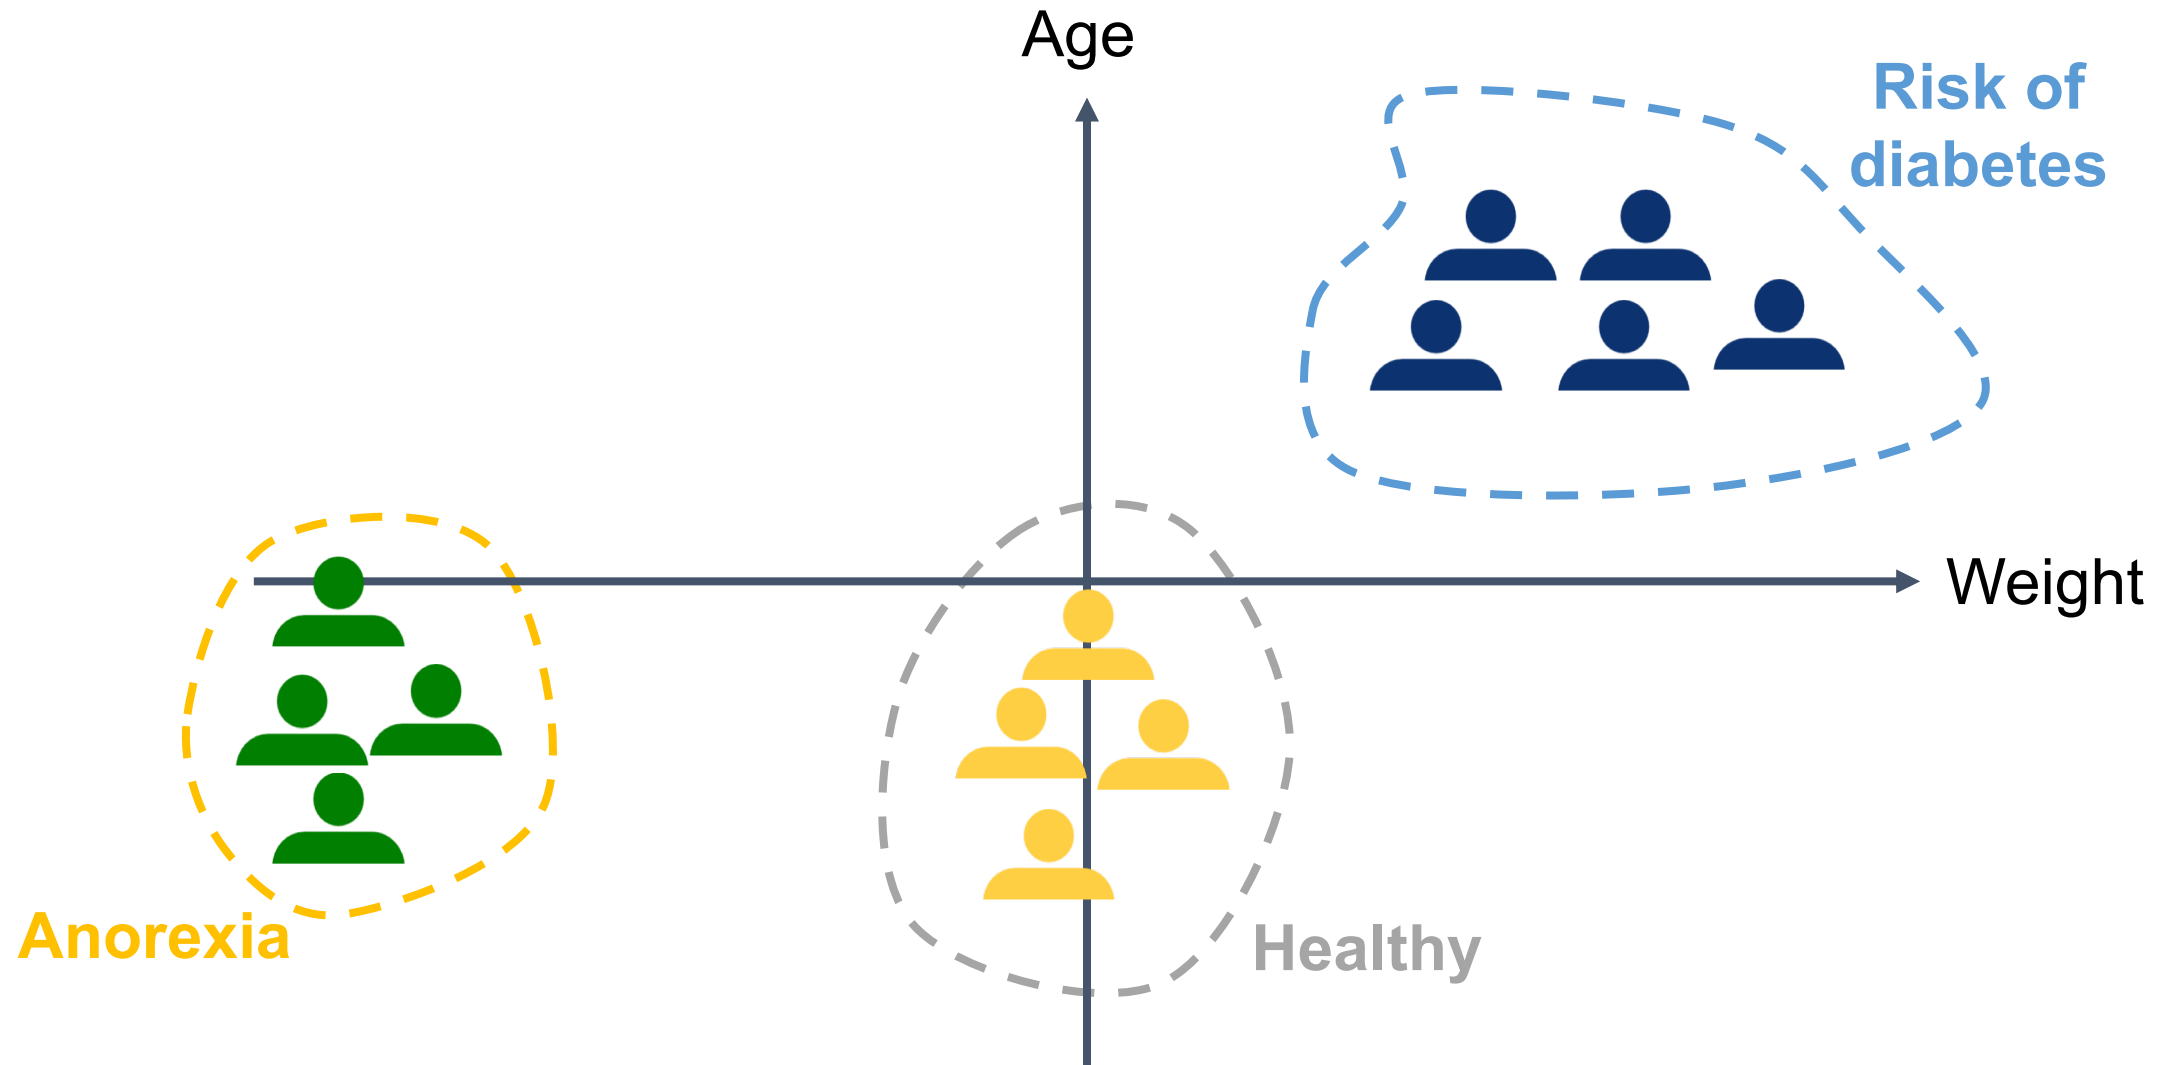 Age
Risk of
diabetes
Weight
Anorexia
Healthy